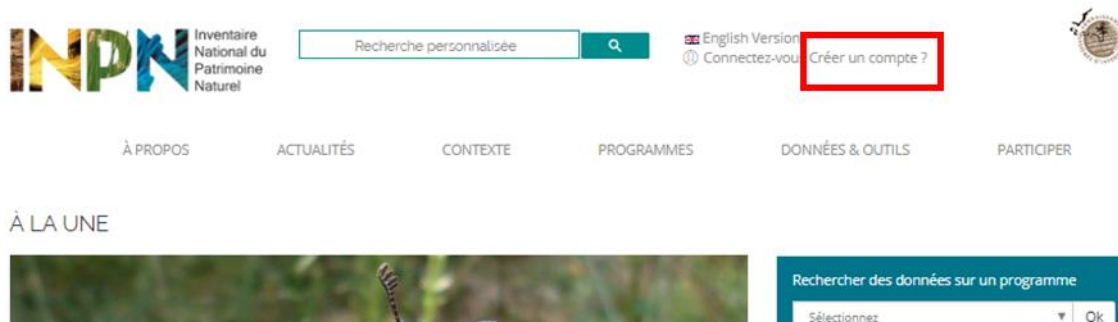 INPN
Inventaire
National du
Patrimoine
Naturel
Recherche personnalisée
English Version
Connectez-vous Créer un compte ?
À PROPOS ACTUALITÉS CONTEXTE PROGRAMMES DONNÉES & OUTILS PARTICIPER
À LA UNE
Rechercher des données sur un programme
Sélectionnez Ok